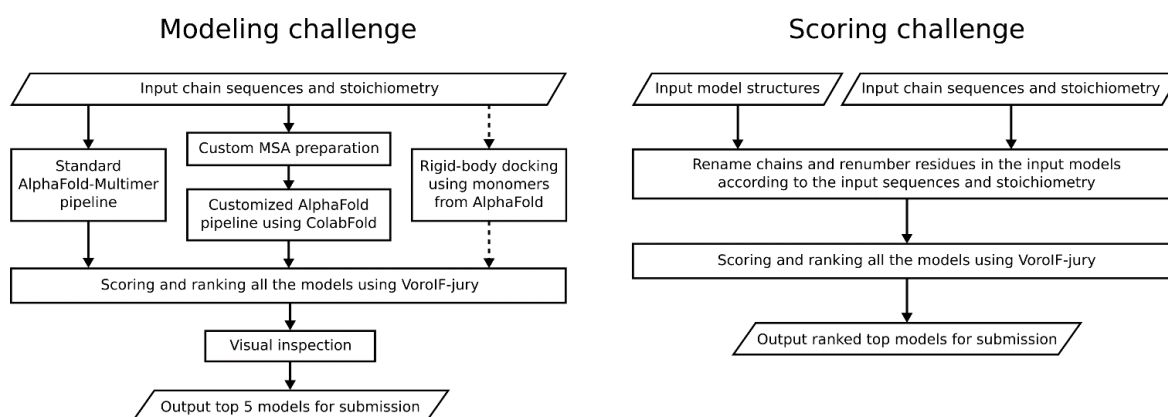 Modeling challenge
Input chain sequences and stoichiometry
Standard
AlphaFold-Multimer
pipeline
Custom MSA preparation
Customized AlphaFold
pipeline using ColabFold
Rigid-body docking
using monomers
from AlphaFold
Scoring and ranking all the models using VoroIF-jury
Visual inspection
Output top 5 models for submission
Scoring challenge
Input model structures
Input chain sequences and stoichiometry
Rename chains and renumber residues in the input models
according to the input sequences and stoichiometry
Scoring and ranking all the models using VoroIF-jury
Output ranked top models for submission